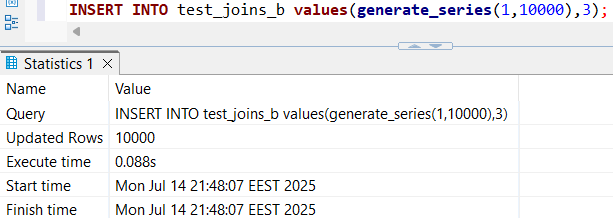 INSERT INTO test_joins_b values(generate_series(1,10000),3);
Statistics 1
Name Value
Query INSERT INTO test_joins_b values(generate_series(1,10000),3)
Updated Rows 10000
Execute time 0.088s
Start time Mon Jul 14 21:48:07 EEST 2025
Finish time Mon Jul 14 21:48:07 EEST 2025